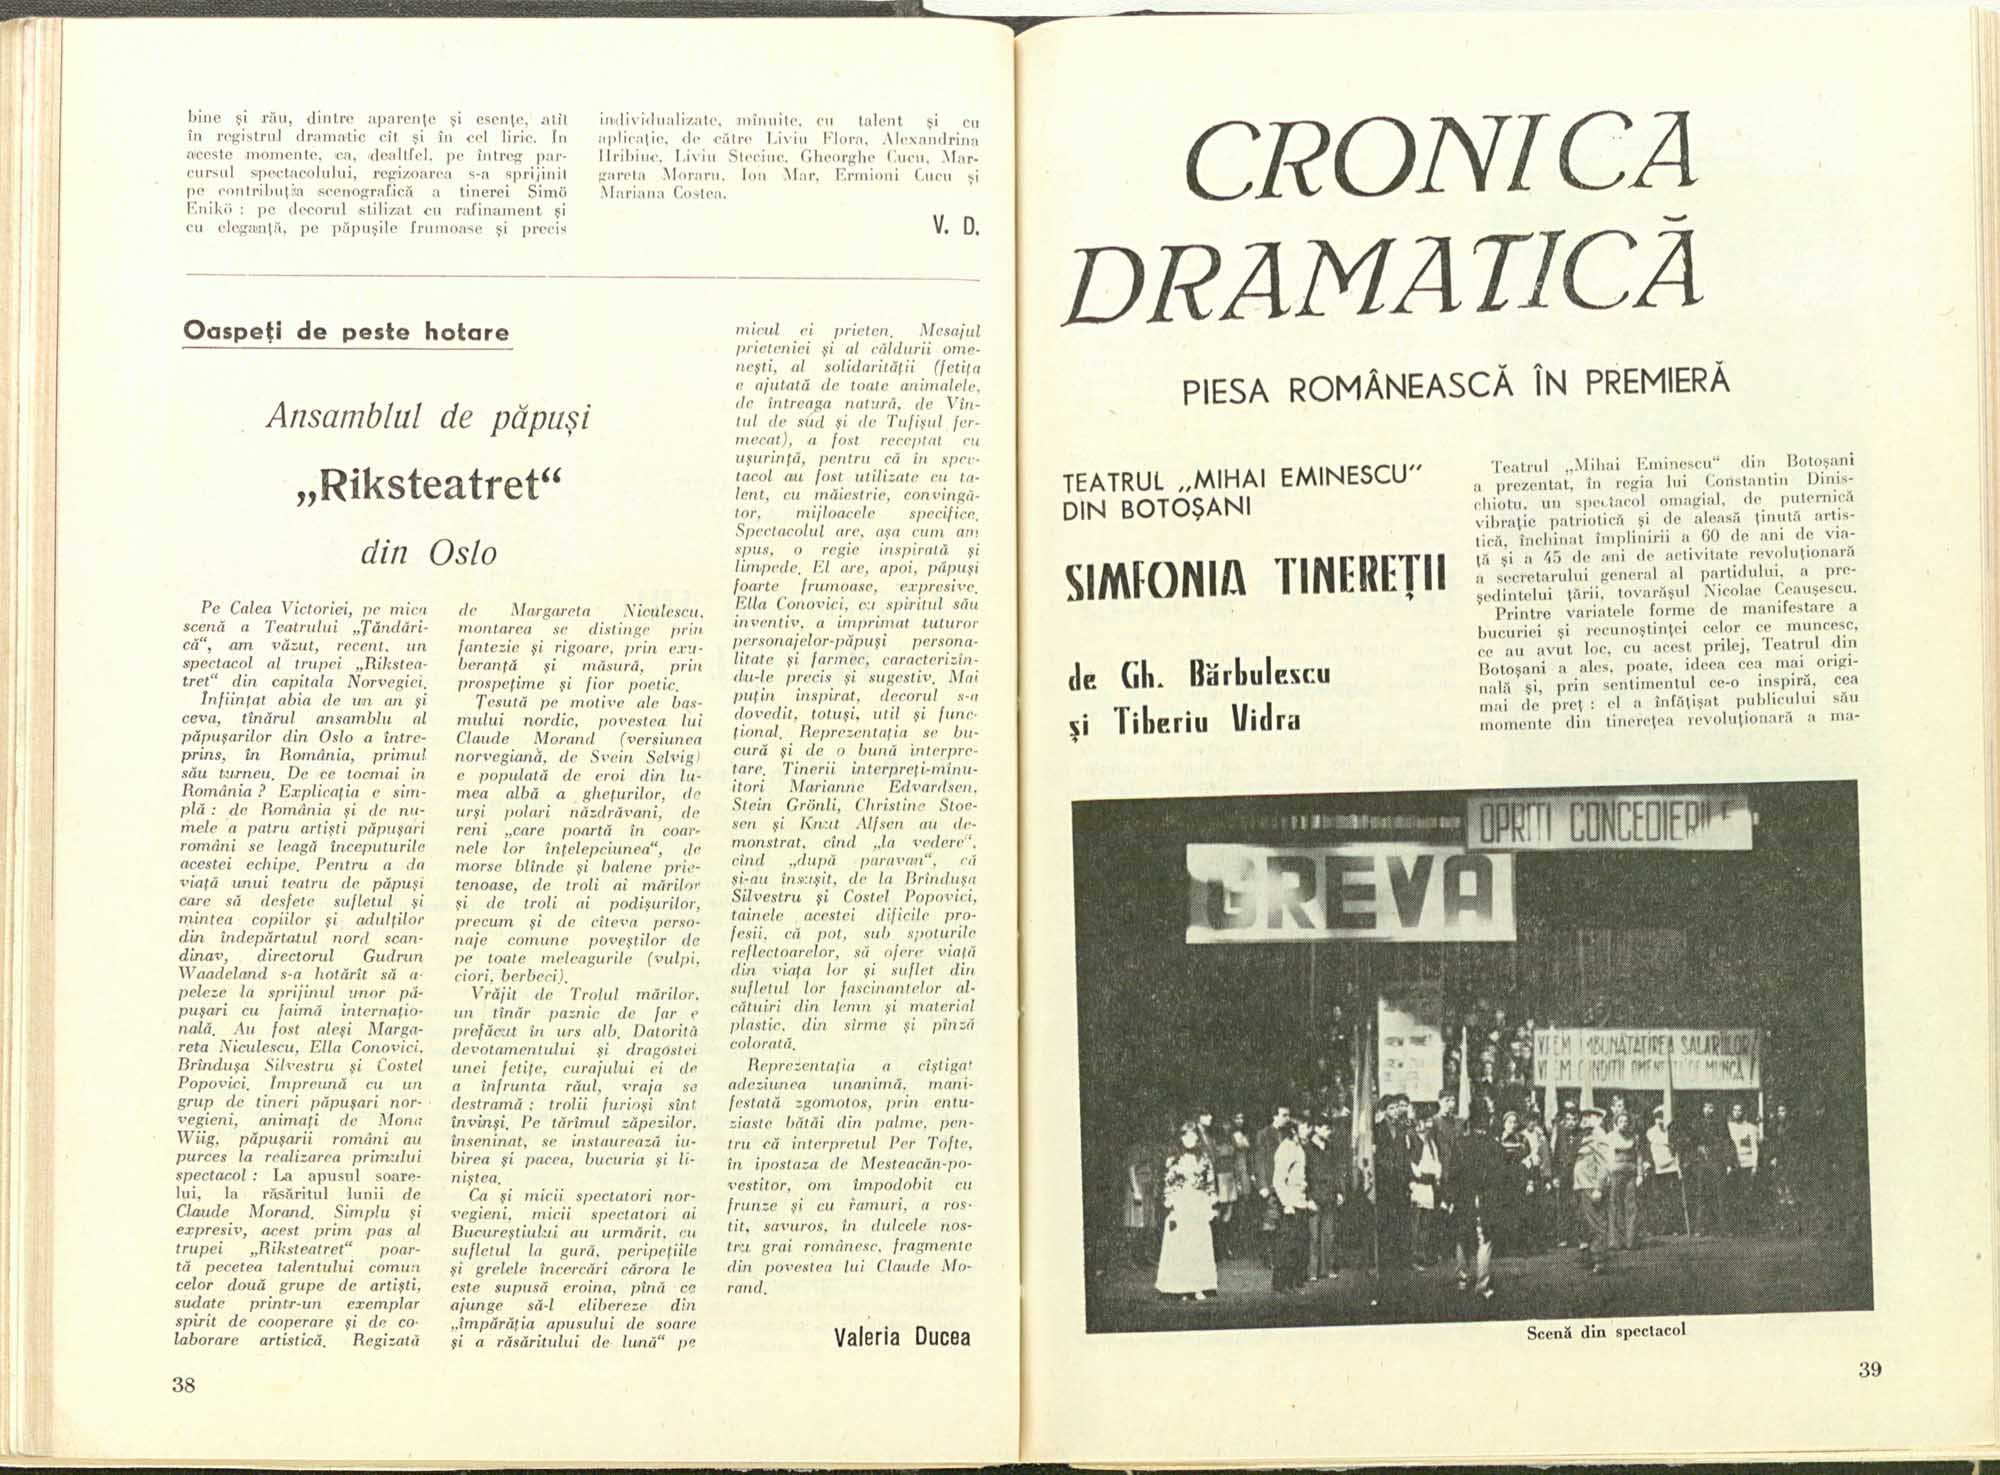 bine și rău, dintre aparențe și esențe, atît
în registrul dramatic cît și în cel liric. În
aceste momente, ca, dealtfel, pe întreg par-
cursul spectacolului, regizoarea s-a sprijinit
pe contribuția scenografică a tinerei Simó
Enikö : pe decorul stilizat cu rafinament și
cu eleganță, pe păpușile frumoase și precis
individualizate, mînuite, cu talent și cu
aplicație, de către Liviu Flora, Alexandrina
Hribiuc, Liviu Steciuc, Gheorghe Cucu, Mar-
gareta Moraru, Ion Mar, Ermioni Cucu și
Mariana Costea.
V. D.
Oaspeți de peste hotare
Ansamblul de păpuși
„Riksteatret“
din Oslo
Pe Calea Victoriei, pe mica
scenă a Teatrului „Țăndări-
că“, am văzut, recent, un
spectacol al trupei „Rikstea-
tret“ din capitala Norvegiei.
Înființat abia de un an și
ceva, tînărul ansamblu al
păpușarilor din Oslo a între-
prins, în România, primul
său turneu. De ce tocmai în
România ? Explicația e sim-
plă : de România și de nu-
mele a patru artiști păpușari
români se leagă începuturile
acestei echipe. Pentru a da
viață unui teatru de păpuși
care să desfete sufletul și
mintea copiilor și adulților
din îndepărtatul nord scan-
dinav, directorul Gudrun
Waadeland s-a hotărît să a-
peleze la sprijinul unor pă-
pușari cu faimă internațio-
nală. Au fost aleși Marga-
reta Niculescu, Ella Conovici,
Brîndușa Silvestru și Costel
Popovici. Împreună cu un
grup de tineri păpușari nor-
vegieni, animați de Mona
Wiig, păpușarii români au
purces la realizarea primului
spectacol : La apusul soare-
lui, la răsăritul lunii de
Claude Morand. Simplu și
expresiv, acest prim pas al
trupei „Riksteatret“ poar-
tă pecetea talentului comun
celor două grupe de artiști,
sudate printr-un exemplar
spirit de cooperare și de co-
laborare artistică. Regizată
de Margareta Niculescu,
montarea se distinge prin
fantezie și rigoare, prin exu-
beranță și măsură, prin
prospețime și fior poetic.
Țesută pe motive ale bas-
mului nordic, povestea lui
Claude Morand (versiunea
norvegiană, de Svein Selvig)
e populată de eroi din lu-
mea albă a ghețurilor, de
urși polari năzdrăvani, de
reni „care poartă în coar-
nele lor înțelepciunea“, de
morse blînde și balene prie-
tenoase, de troli ai mărilor
și de troli ai podișurilor,
precum și de cîteva perso-
naje comune poveștilor de
pe toate meleagurile (vulpi,
ciori, berbeci).
Vrăjit de Trolul mărilor,
un tînăr paznic de far e
prefăcut în urs alb. Datorită
devotamentului și dragostei
unei fetițe, curajului ei de
a înfrunta răul, vraja se
destramă : trolii furioși sînt
învinși. Pe tărîmul zăpezilor,
înseninat, se instaurează iu-
birea și pacea, bucuria și li-
niștea.
Ca și micii spectatori nor-
vegieni, micii spectatori ai
Bucureștiului au urmărit, cu
sufletul la gură, peripețiile
și grelele încercări cărora le
este supusă eroina, pînă ce
ajunge să-l elibereze din
„împărăția apusului de soare
și a răsăritului de lună“ pe
micul ei prieten. Mesajul
prieteniei și al căldurii ome-
nești, al solidarității (fetița
e ajutată de toate animalele,
de întreaga natură, de Vîn-
tul de sud și de Tufișul fer-
mecat), a fost receptat cu
ușurință, pentru că în spec-
tacol au fost utilizate cu ta-
lent, cu măiestrie, convingă-
tor, mijloacele specifice.
Spectacolul are, așa cum am
spus, o regie inspirată și
limpede. El are, apoi, păpuși
foarte frumoase, expresive.
Ella Conovici, cu spiritul său
inventiv, a imprimat tuturor
personajelor-păpuși persona-
litate și farmec, caracterizîn-
du-le precis și sugestiv. Mai
puțin inspirat, decorul s-a
dovedit, totuși, util și func-
țional. Reprezentația se bu-
cură și de o bună interpre-
tare. Tinerii interpreți-mînu-
itori Marianne Edvardsen,
Stein Grönli, Christine Stoe-
sen și Knut Alfsen au de-
monstrat, cînd „la vedere“,
cînd „după paravan“, că
și-au însușit, de la Brîndușa
Silvestru și Costel Popovici,
tainele acestei dificile pro-
fesii, că pot, sub spoturile
reflectoarelor, să ofere viață
din viața lor și suflet din
sufletul lor fascinantelor al-
cătuiri din lemn și material
plastic, din sîrme și pînză
colorată.
Reprezentația a cîștigat
adeziunea unanimă, mani-
festată zgomotos, prin entu-
ziaste bătăi din palme, pen-
tru că interpretul Per Tofte,
în ipostaza de Mesteacăn-po-
vestitor, om împodobit cu
frunze și cu ramuri, a ros-
tit, savuros, în dulcele nos-
tru grai românesc, fragmente
din povestea lui Claude Mo-
rand.
Valeria Ducea
38
CRONICA
DRAMATICĂ
PIESA ROMÂNEASCĂ ÎN PREMIERĂ
TEATRUL „MIHAI EMINESCU“
DIN BOTOȘANI
SIMFONIA TINEREȚII
de Gh. Bărbulescu
și Tiberiu Vidra
Teatrul „Mihai Eminescu“ din Botoșani
a prezentat, în regia lui Constantin Dinis-
chiotu, un spectacol omagial, de puternică
vibrație patriotică și de aleasă ținută artis-
tică, închinat împlinirii a 60 de ani de via-
ță și a 45 de ani de activitate revoluționară
a secretarului general al partidului, a pre-
ședintelui țării, tovarășul Nicolae Ceaușescu.
Printre variatele forme de manifestare a
bucuriei și recunoștinței celor ce muncesc,
ce au avut loc, cu acest prilej, Teatrul din
Botoșani a ales, poate, ideea cea mai origi-
nală și, prin sentimentul ce-o inspiră, cea
mai de preț : el a înfățișat publicului său
momente din tinerețea revoluționară a ma-
OPRIȚI CONCEDIERILE
GREVA
VREM ÎMBUNĂTĂȚIREA SALARIILOR!
VREM CONDIȚII OMENEȘTI DE MUNCĂ!
Scenă din spectacol
39